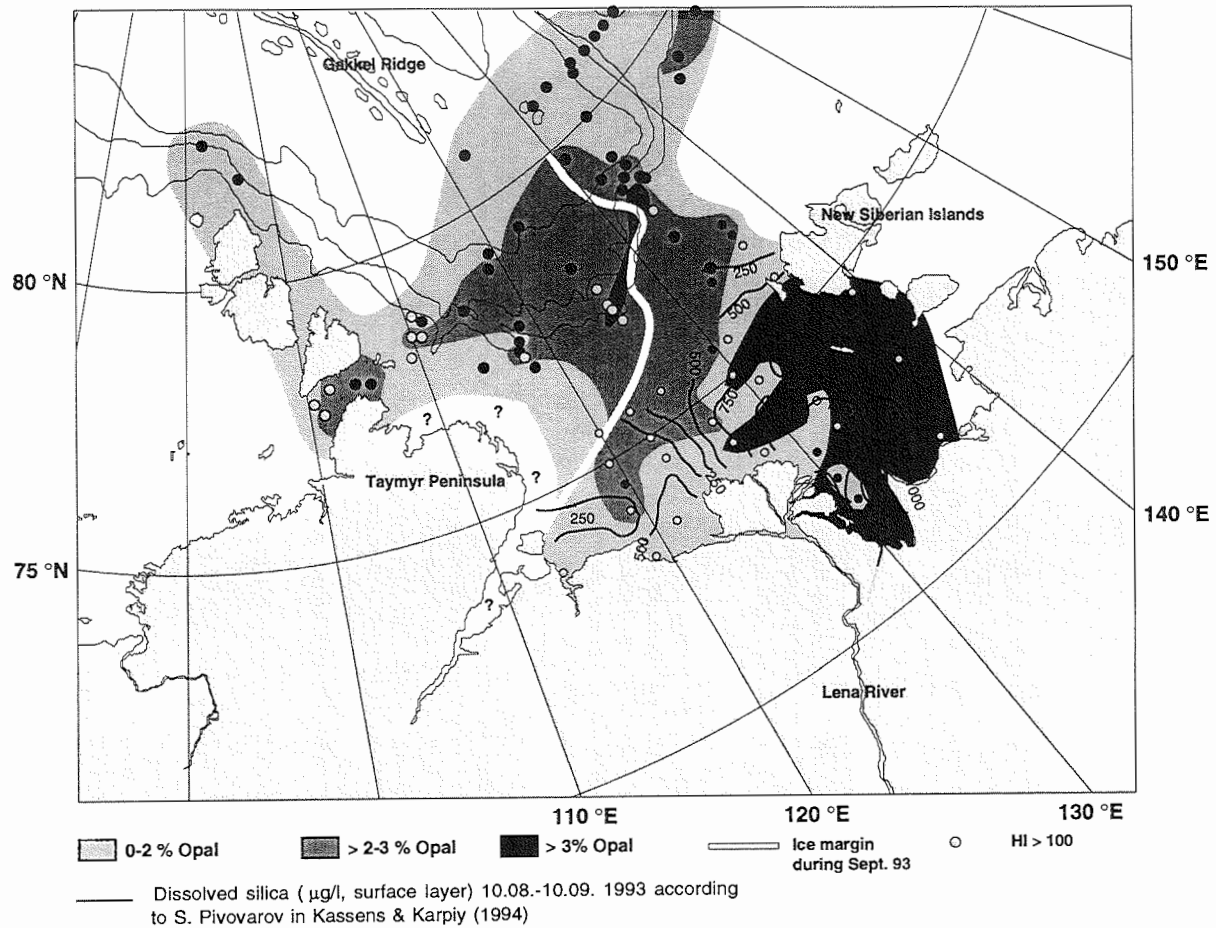 Gakkel Ridge
New Siberian Islands
80 °N
150 °E
250
500
500
750
?
?
?
Taymyr Peninsula
250
500
140 °E
75 °N
?
Lena River
110 °E
120 °E
130 °E
0-2 % Opal
> 2-3 % Opal
> 3% Opal
Ice margin
during Sept. 93
HI > 100
Dissolved silica ( µg/l, surface layer) 10.08.-10.09. 1993 according
to S. Pivovarov in Kassens & Karpiy (1994)